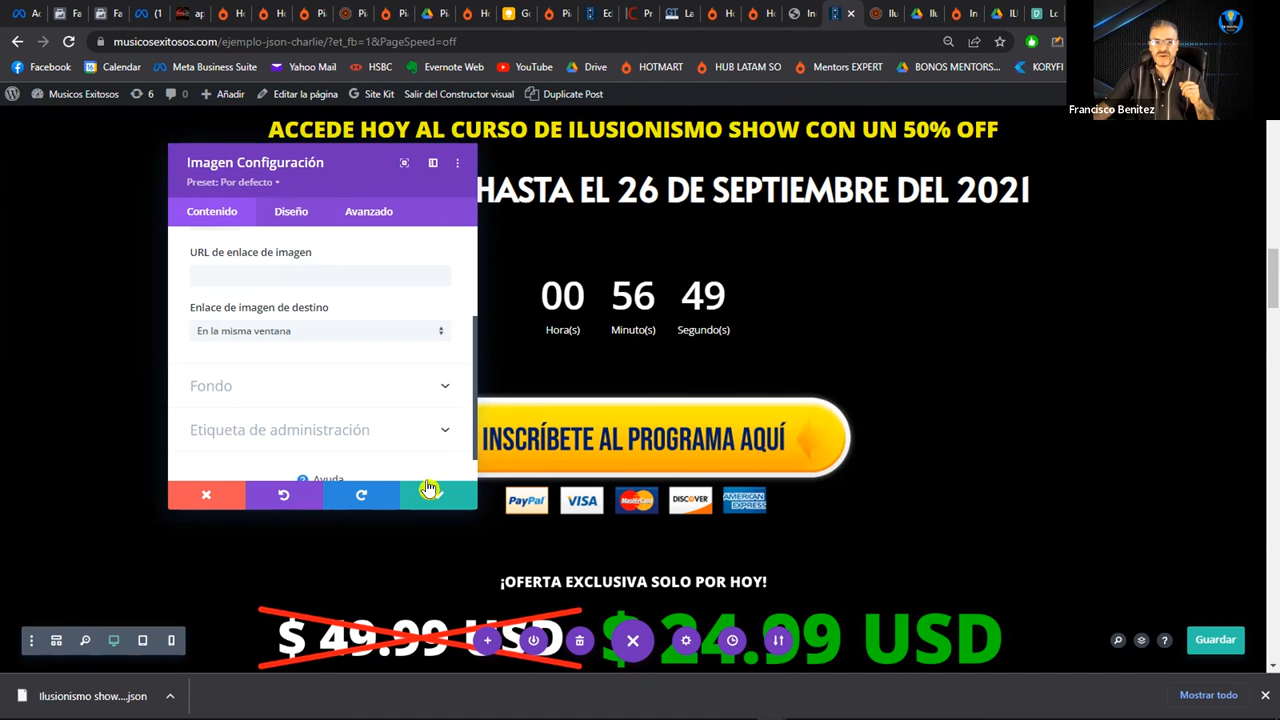 musicosexitosos.com/ejemplo-json-charlie/?et_fb=1&PageSpeed=off
Facebook
Calendar
Meta Business Suite
Yahoo Mail
HSBC
YouTube
Drive
HOTMART
HUB LATAM SO
Mentors EXPERT
BONOS MENTORS...
KORYFI
Músicos Exitosos
6
0
Añadir
Editar la página
Site Kit
Salir del Constructor visual
Duplicate Post
Francisco Benitez
ACCEDE HOY AL CURSO DE ILUSIONISMO SHOW CON UN 50% OFF
HASTA EL 26 DE SEPTIEMBRE DEL 2021
Imagen Configuración
Preset: Por defecto
Contenido
Diseño
Avanzado
URL de enlace de imagen
Enlace de imagen de destino
En la misma ventana
Fondo
Etiqueta de administración
Ayuda
00 56 49
Hora(s) Minuto(s) Segundo(s)
INSCRÍBETE AL PROGRAMA AQUÍ
PayPal
VISA
MasterCard
DISCOVER
AMERICAN EXPRESS
¡OFERTA EXCLUSIVA SOLO POR HOY!
$ 49.99 USD $ 24.99 USD
Guardar
Ilusionismo show....json
Mostrar todo